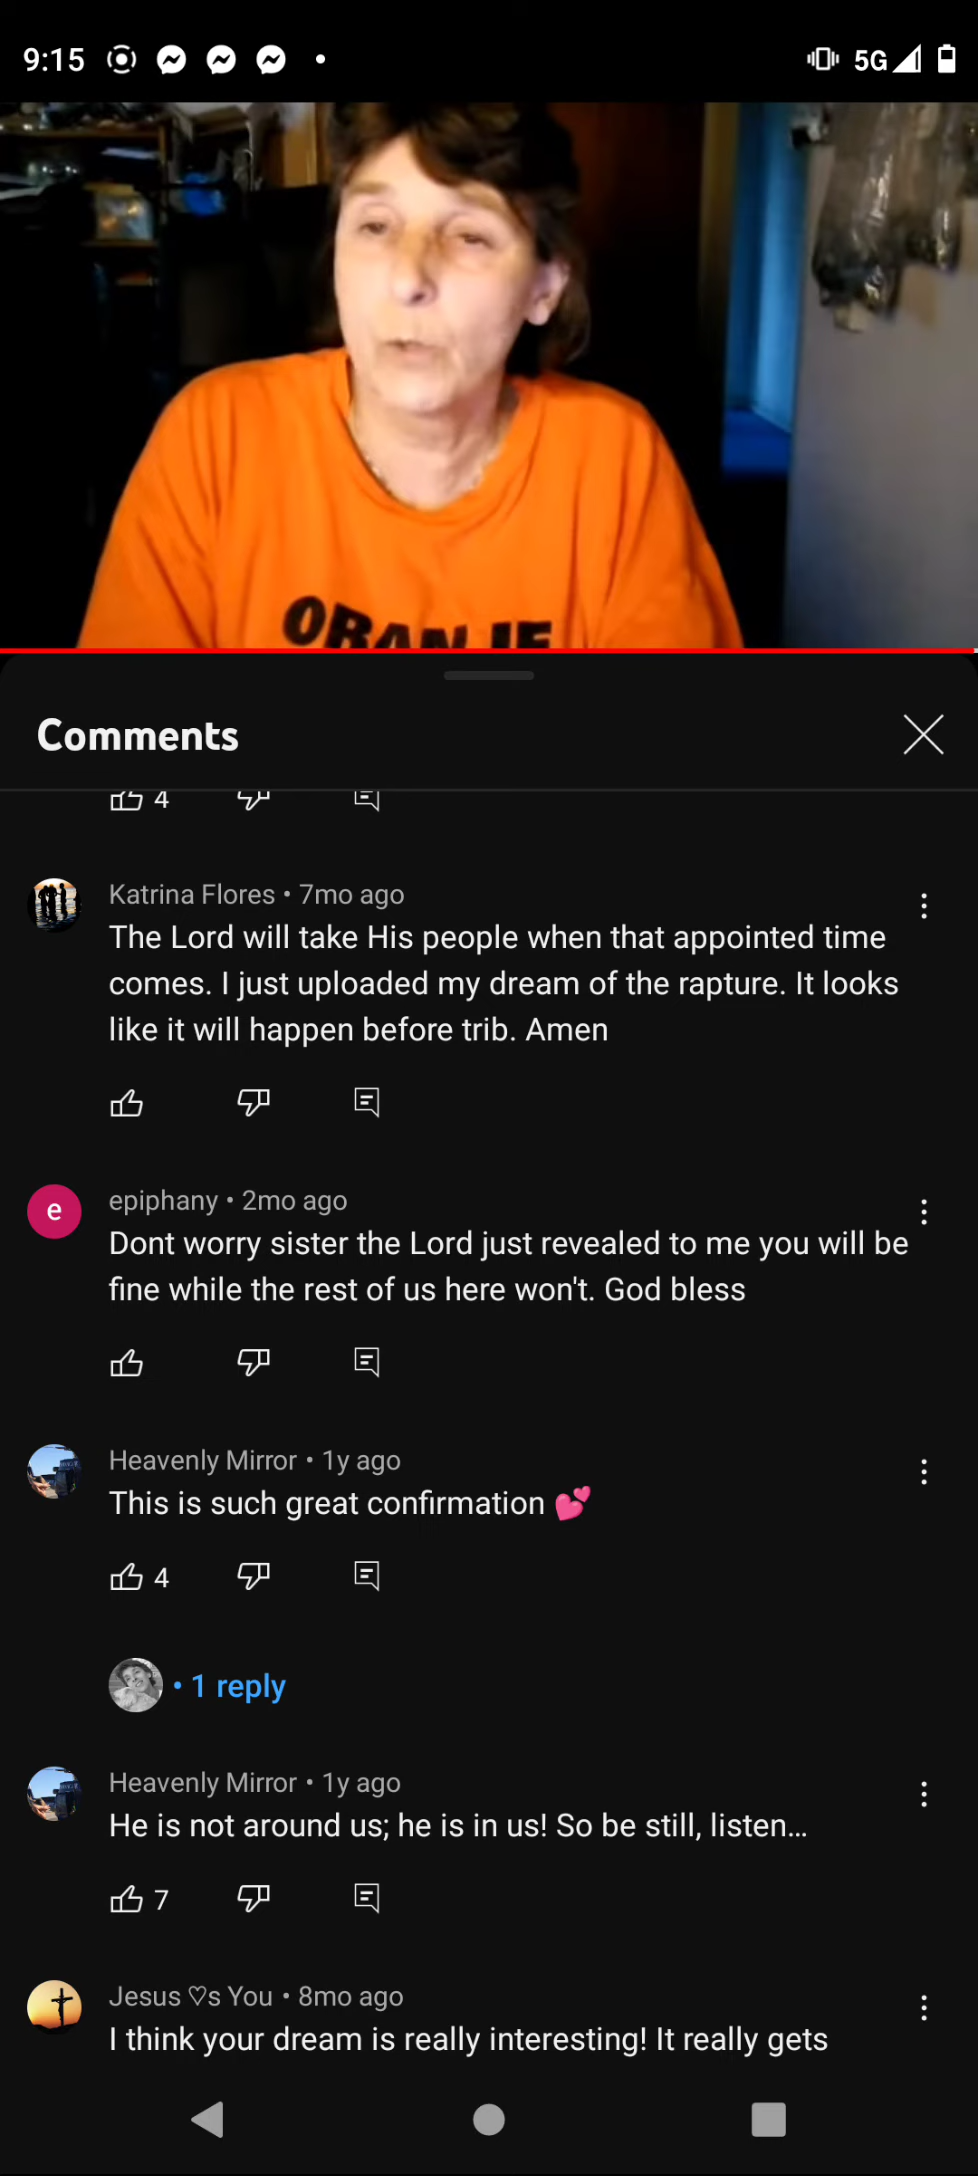 9:15
5G
ORANJE
Comments
4
Katrina Flores • 7mo ago
The Lord will take His people when that appointed time
comes. I just uploaded my dream of the rapture. It looks
like it will happen before trib. Amen
e
epiphany • 2mo ago
Dont worry sister the Lord just revealed to me you will be
fine while the rest of us here won't. God bless
Heavenly Mirror • 1y ago
This is such great confirmation 💕
4
• 1 reply
Heavenly Mirror • 1y ago
He is not around us; he is in us! So be still, listen...
7
Jesus ♡s You • 8mo ago
I think your dream is really interesting! It really gets